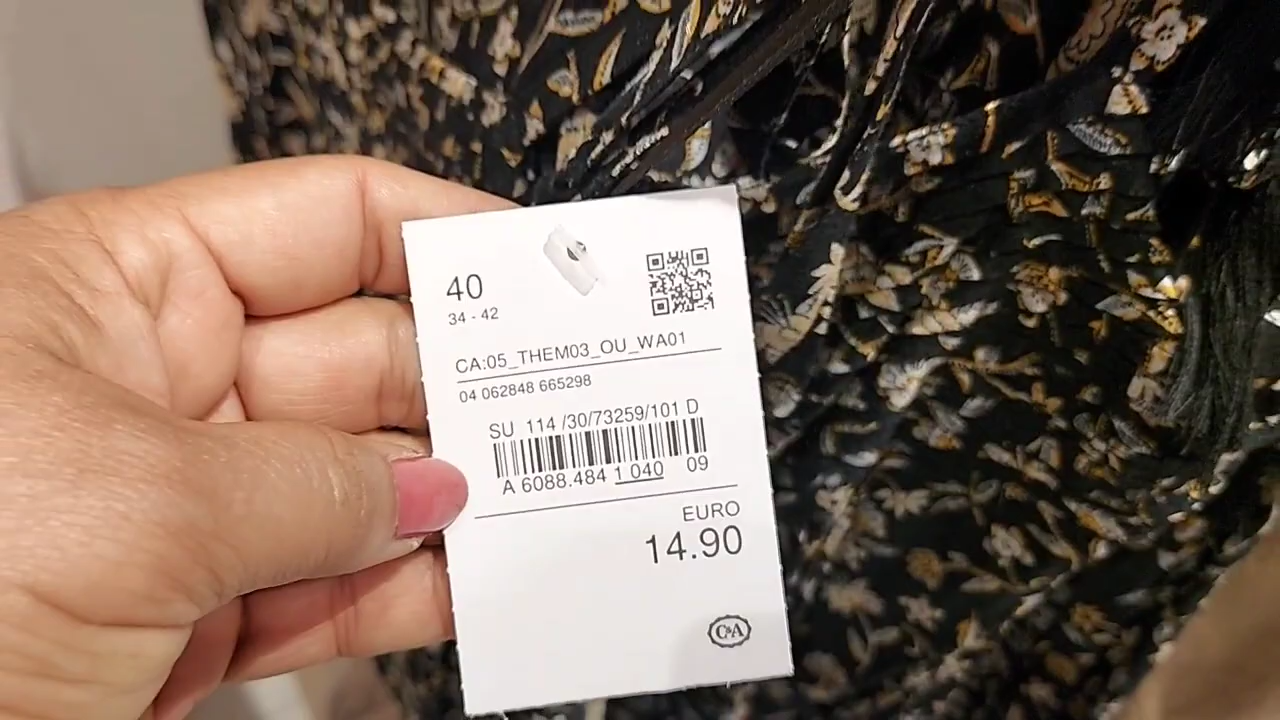 40
34 - 42
CA:05_THEM03_OU_WA01
04 062848 665298
SU 114 /30/73259/101 D
A 6088.484 1 040 09
EURO
14.90
C&A